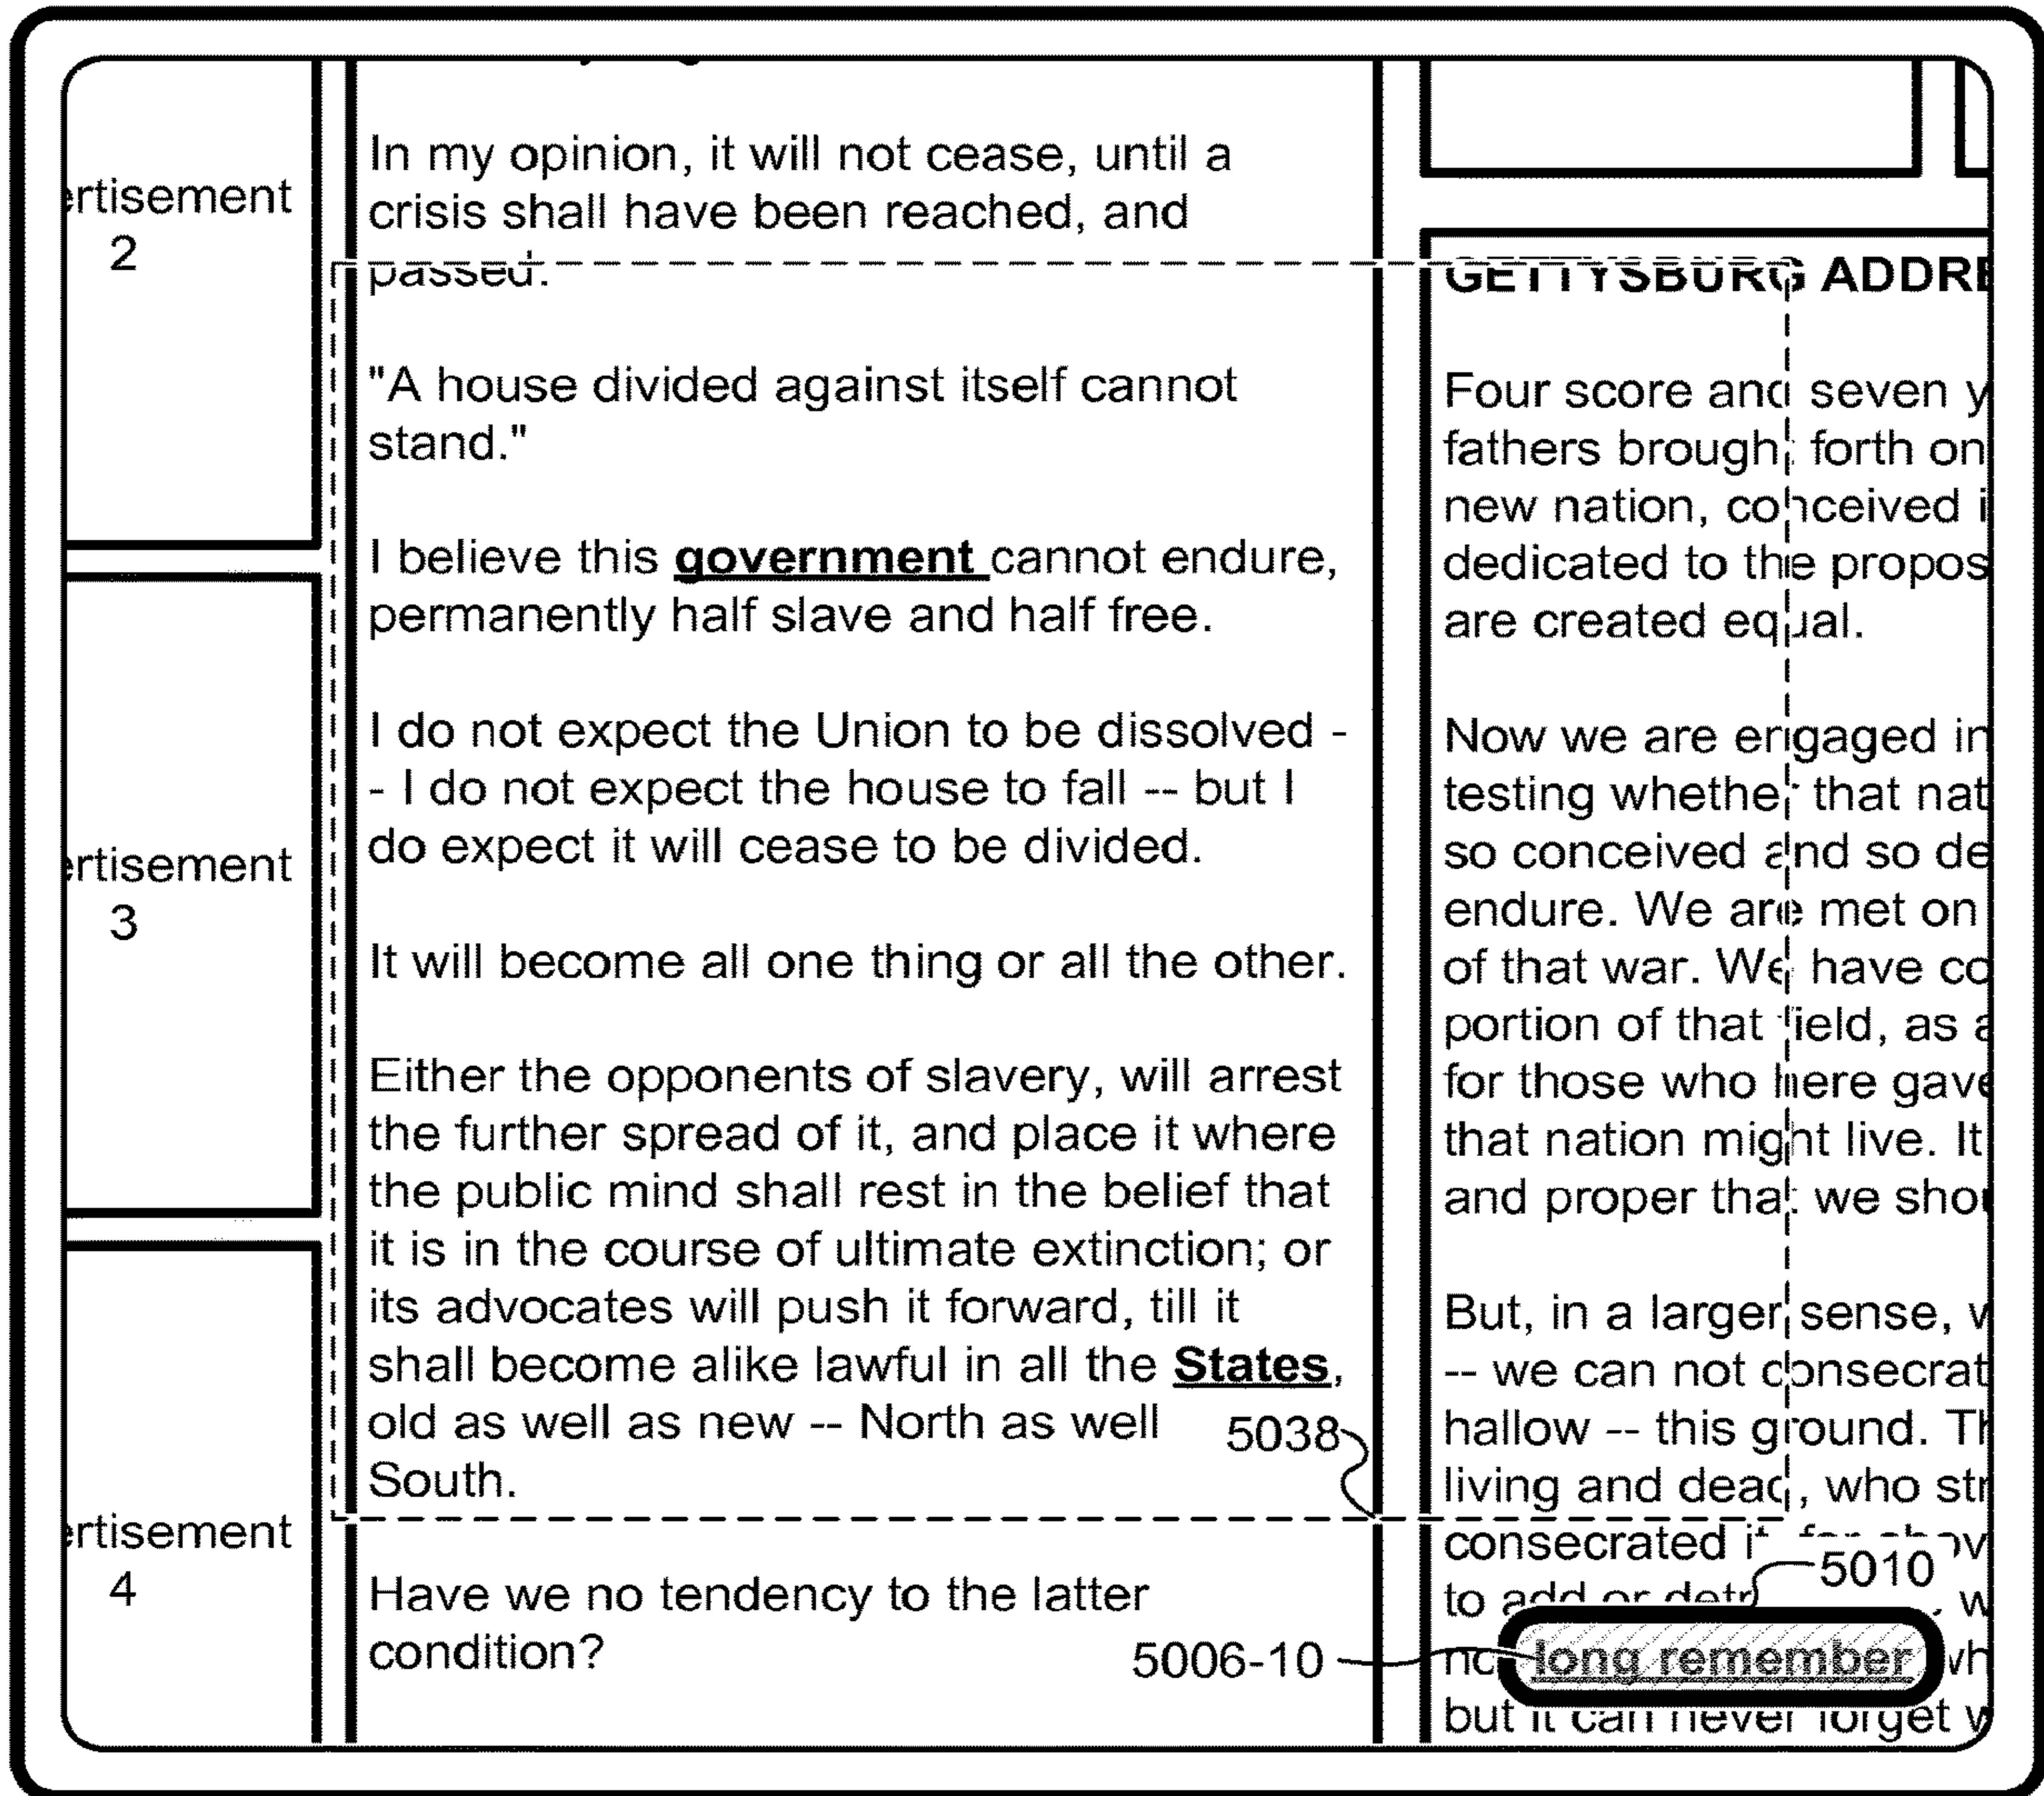 ertisement
2
ertisement
3
ertisement
4
In my opinion, it will not cease, until a
crisis shall have been reached, and
passed.
"A house divided against itself cannot
stand."
I believe this government cannot endure,
permanently half slave and half free.
I do not expect the Union to be dissolved -
- I do not expect the house to fall -- but I
do expect it will cease to be divided.
It will become all one thing or all the other.
Either the opponents of slavery, will arrest
the further spread of it, and place it where
the public mind shall rest in the belief that
it is in the course of ultimate extinction; or
its advocates will push it forward, till it
shall become alike lawful in all the States,
old as well as new -- North as well
South.
5038
Have we no tendency to the latter
condition?
5006-10
GETTYSBURG ADDRE
Four score and seven y
fathers brought forth on
new nation, conceived i
dedicated to the propos
are created equal.
Now we are engaged in
testing whether that nat
so conceived and so de
endure. We are met on
of that war. We have co
portion of that field, as a
for those who here gave
that nation might live. It
and proper that we shou
But, in a larger sense, w
-- we can not consecrat
hallow -- this ground. Th
living and dead, who str
consecrated it,
5010
to add or detr w
long remember
but it can never forget w